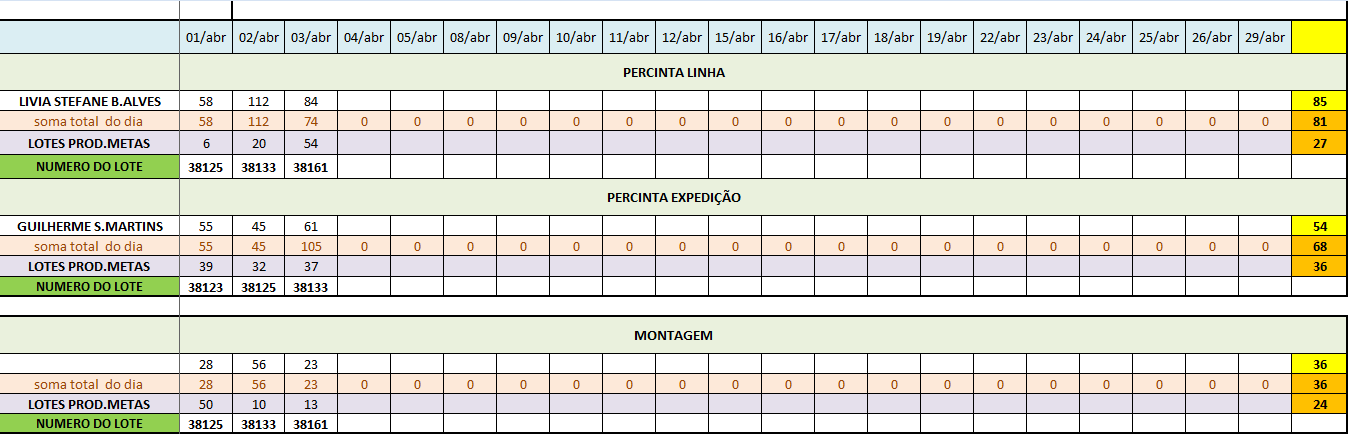 01/abr 02/abr 03/abr 04/abr 05/abr 08/abr 09/abr 10/abr 11/abr 12/abr 15/abr 16/abr 17/abr 18/abr 19/abr 22/abr 23/abr 24/abr 25/abr 26/abr 29/abr
PERCINTA LINHA
LIVIA STEFANE B.ALVES 58 112 84 85
soma total do dia 58 112 74 0 0 0 0 0 0 0 0 0 0 0 0 0 0 0 0 0 0 81
LOTES PROD.METAS 6 20 54 27
NUMERO DO LOTE 38125 38133 38161
PERCINTA EXPEDIÇÃO
GUILHERME S.MARTINS 55 45 61 54
soma total do dia 55 45 105 0 0 0 0 0 0 0 0 0 0 0 0 0 0 0 0 0 0 68
LOTES PROD.METAS 39 32 37 36
NUMERO DO LOTE 38123 38125 38133
MONTAGEM
28 56 23 36
soma total do dia 28 56 23 0 0 0 0 0 0 0 0 0 0 0 0 0 0 0 0 0 0 36
LOTES PROD.METAS 50 10 13 24
NUMERO DO LOTE 38125 38133 38161